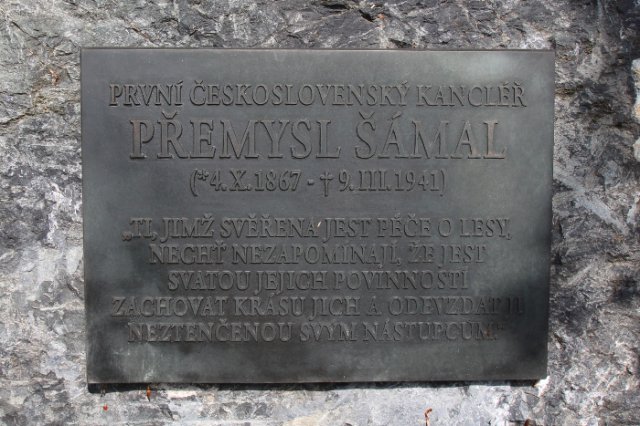 PRVNÍ ČESKOSLOVENSKÝ KANCLÉŘ
PŘEMYSL ŠÁMAL
(*4. X. 1867 - †9. III. 1941)
„TI, JIMŽ SVĚŘENA JEST PÉČE O LESY,
NECHŤ NEZAPOMÍNAJÍ, ŽE JEST
SVATOU JEJICH POVINNOSTÍ
ZACHOVAT KRÁSU JICH A ODEVZDAT JI
NEZTENČENOU SVÝM NÁSTUPCŮM.“